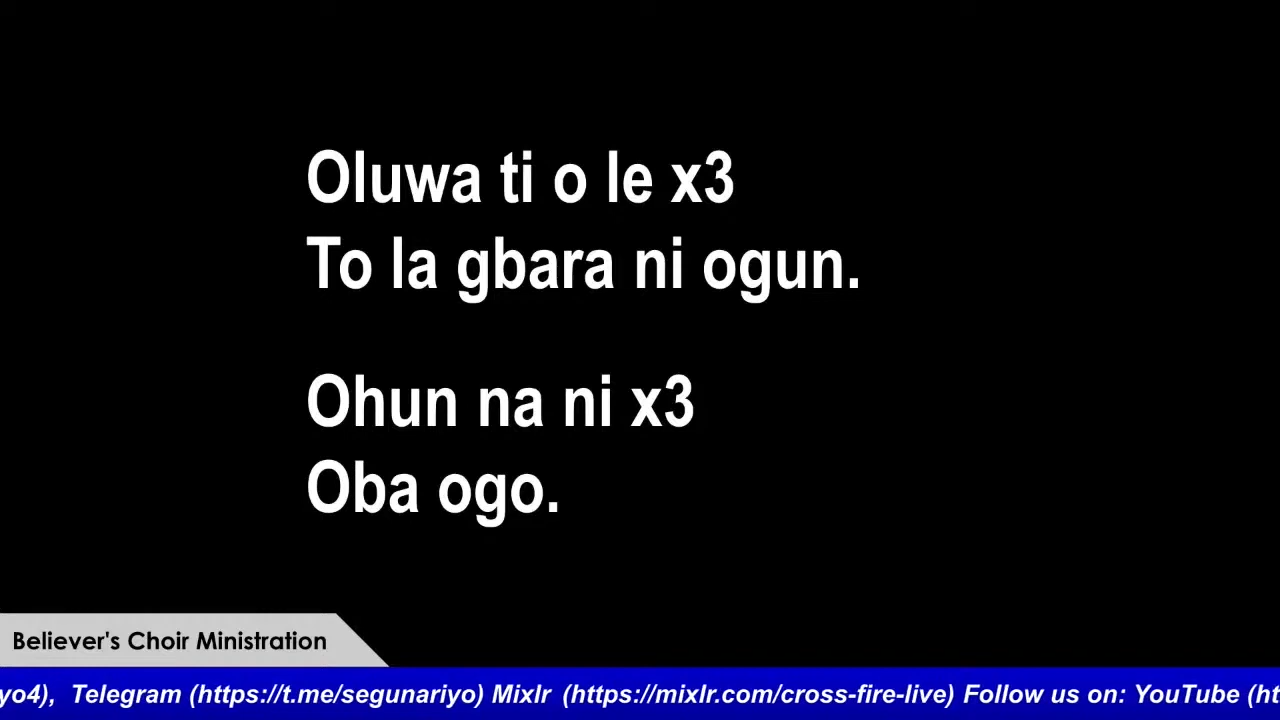 Oluwa ti o le x3
To la gbara ni ogun.
Ohun na ni x3
Oba ogo.
Believer's Choir Ministration
yo4), Telegram (https://t.me/segunariyo) Mixlr (https://mixlr.com/cross-fire-live) Follow us on: YouTube (ht